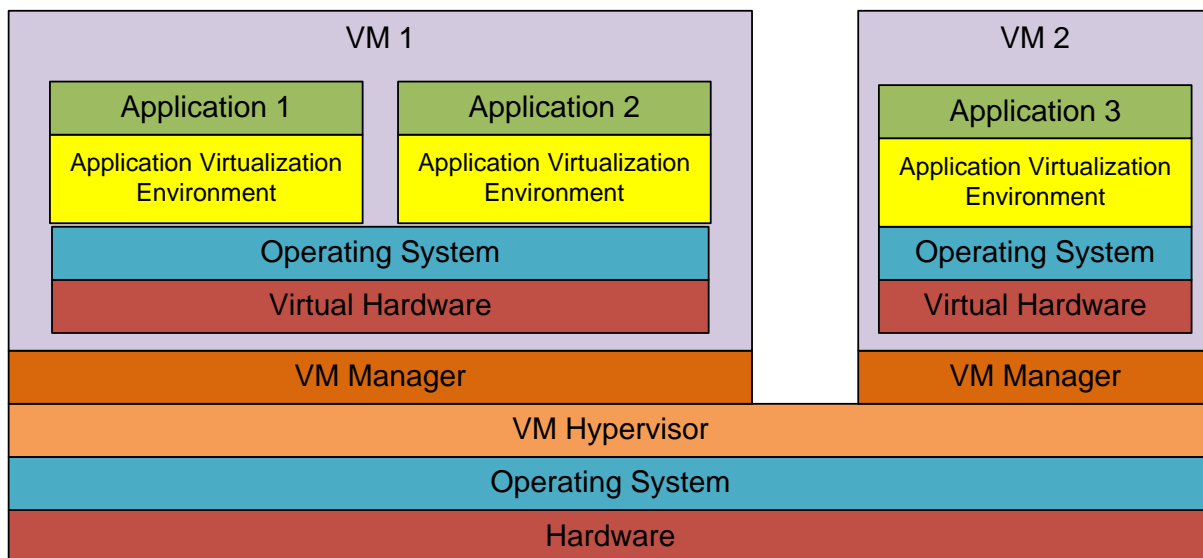 VM 1
Application 1
Application Virtualization
Environment
Application 2
Application Virtualization
Environment
Operating System
Virtual Hardware
VM Manager
VM 2
Application 3
Application Virtualization
Environment
Operating System
Virtual Hardware
VM Manager
VM Hypervisor
Operating System
Hardware